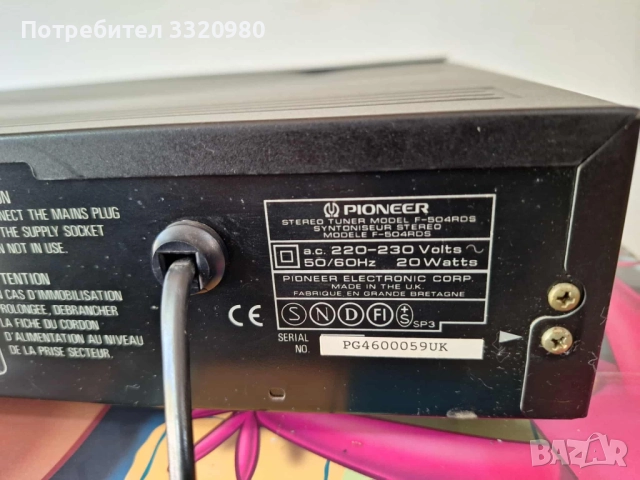 Потребител 3320980
ON
NECT THE MAINS PLUG
THE SUPPLY SOCKET
N NOT IN USE.
TENTION
CAS D'IMMOBILISATION
PROLONGÉE, DEBRANCHER
LA FICHE DU CORDON
D'ALIMENTATION AU NIVEAU
DE LA PRISE SECTEUR.
PIONEER
STEREO TUNER MODEL F-504RDS
SYNTONISEUR STEREO
MODELE F-504RDS
a.c. 220-230 Volts ~
50/60Hz 20 Watts
PIONEER ELECTRONIC CORP.
MADE IN THE U.K.
FABRIQUE EN GRANDE BRETAGNE
CE S N D FI ±S SP3
SERIAL
NO. PG4600059UK
BAZAR